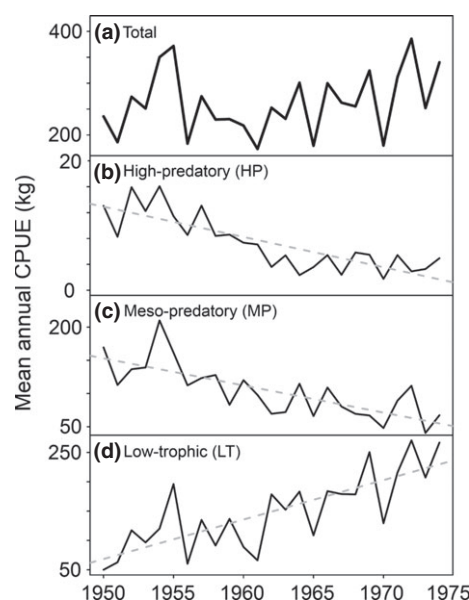 (a) Total
400
200
(b) High-predatory (HP)
20
0
(c) Meso-predatory (MP)
200
50
(d) Low-trophic (LT)
250
50
1950 1955 1960 1965 1970 1975
Mean annual CPUE (kg)